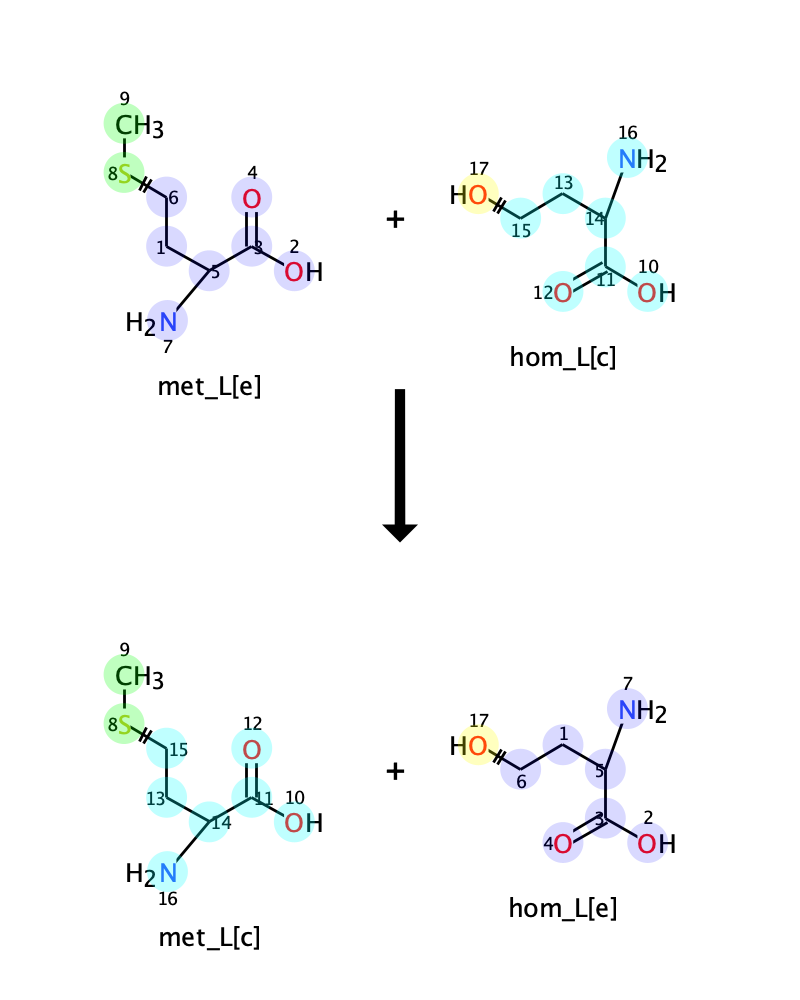 9
CH3
8S
6
4
O
1
5
3
2
OH
H2N
7
met_L[e]
+
16
NH2
17
HO
13
15
14
11
12O
10
OH
hom_L[c]
9
CH3
8S
15
12
O
13
14
11
10
OH
H2N
16
met_L[c]
+
7
NH2
17
HO
1
6
5
3
4O
2
OH
hom_L[e]